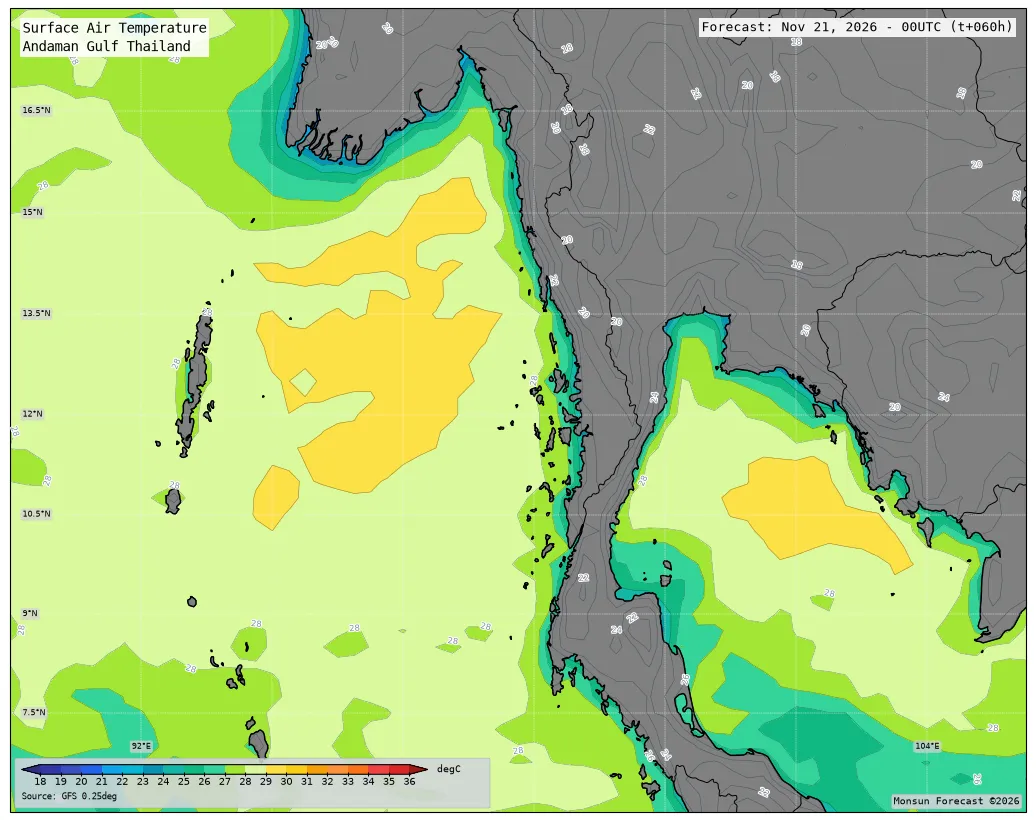 Surface Air Temperature
Andaman Gulf Thailand
Forecast: Nov 21, 2026 - 00UTC (t+060h)
16.5°N
15°N
13.5°N
12°N
10.5°N
9°N
7.5°N
92°E
104°E
18 19 20 21 22 23 24 25 26 27 28 29 30 31 32 33 34 35 36
degC
Source: GFS 0.25deg
Monsun Forecast ©2026